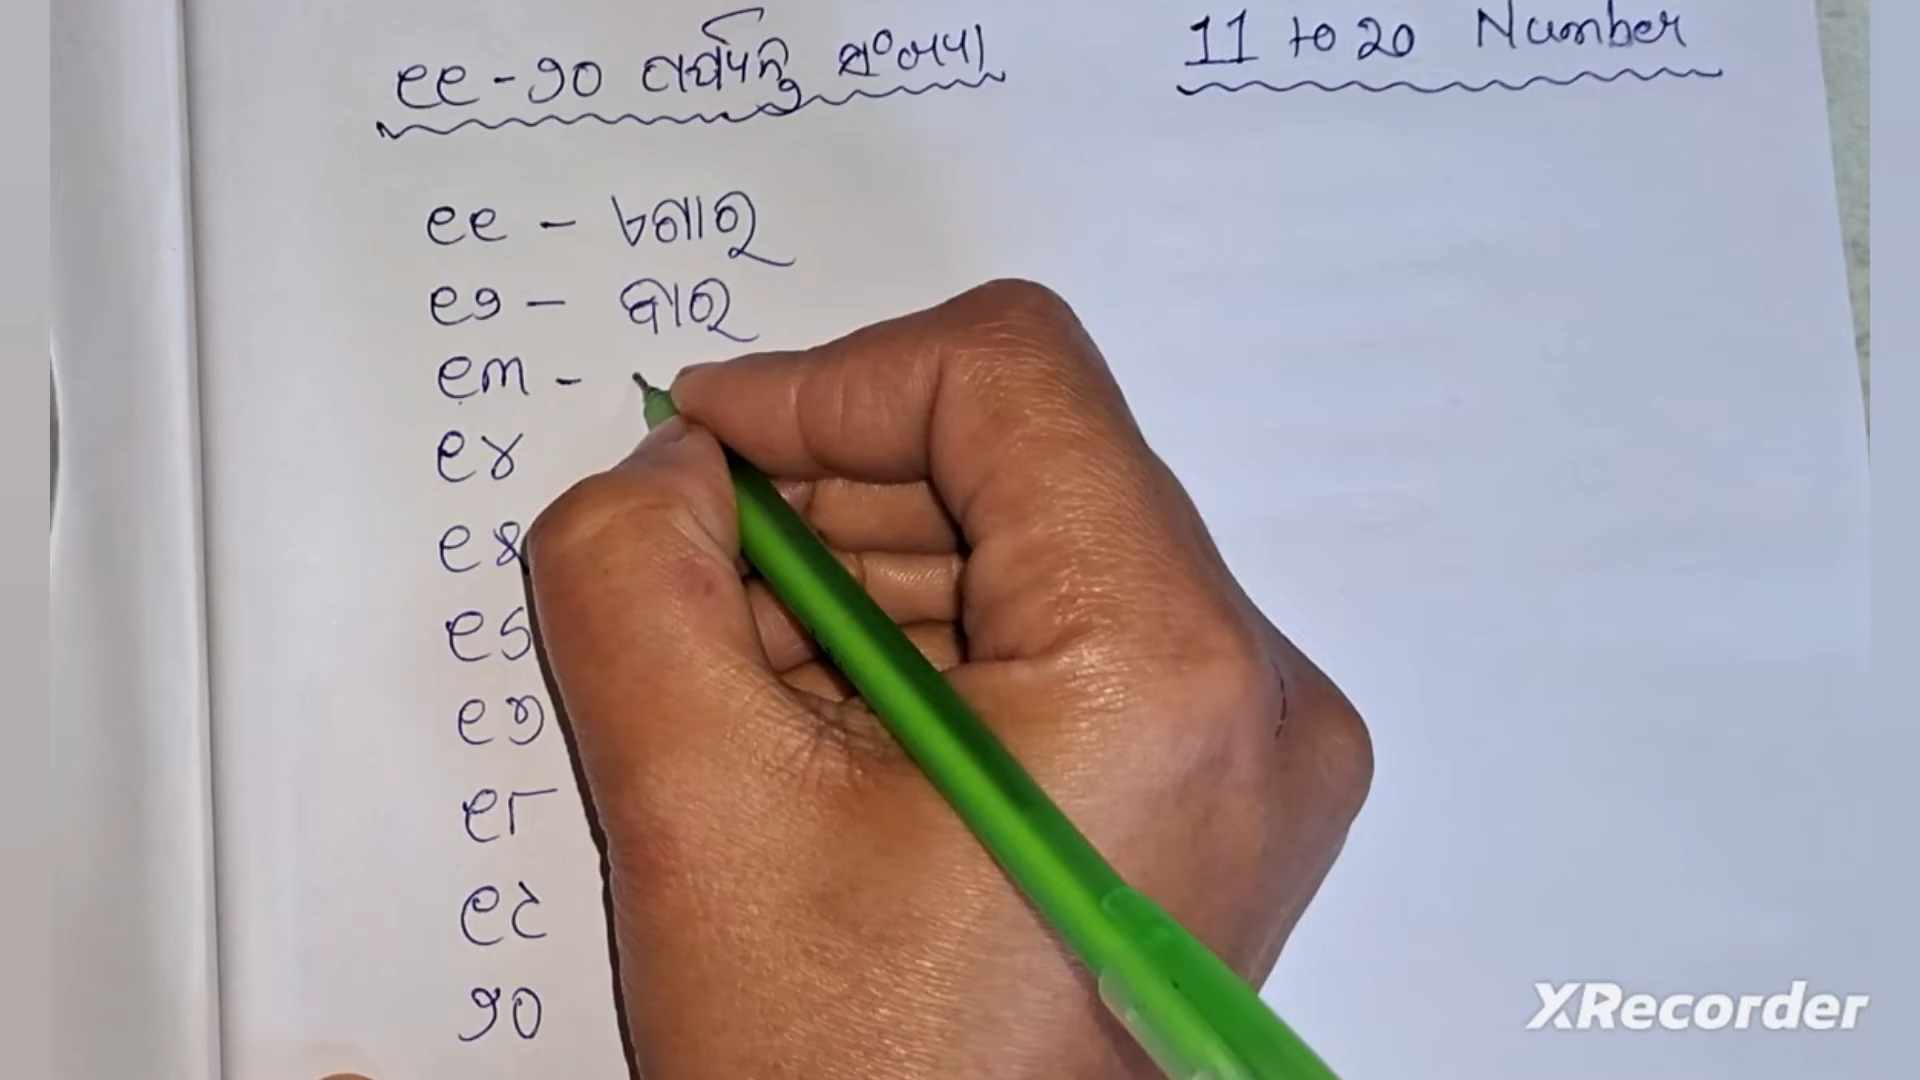 ୧୧-୨୦ ପର୍ଯ୍ୟନ୍ତ ସଂଖ୍ୟା
11 to 20 Number
୧୧ - ଏଗାର
୧୨ - ବାର
୧୩ -
୧୪
୧୫
୧୬
୧୭
୧୮
୧୯
୨୦
XRecorder